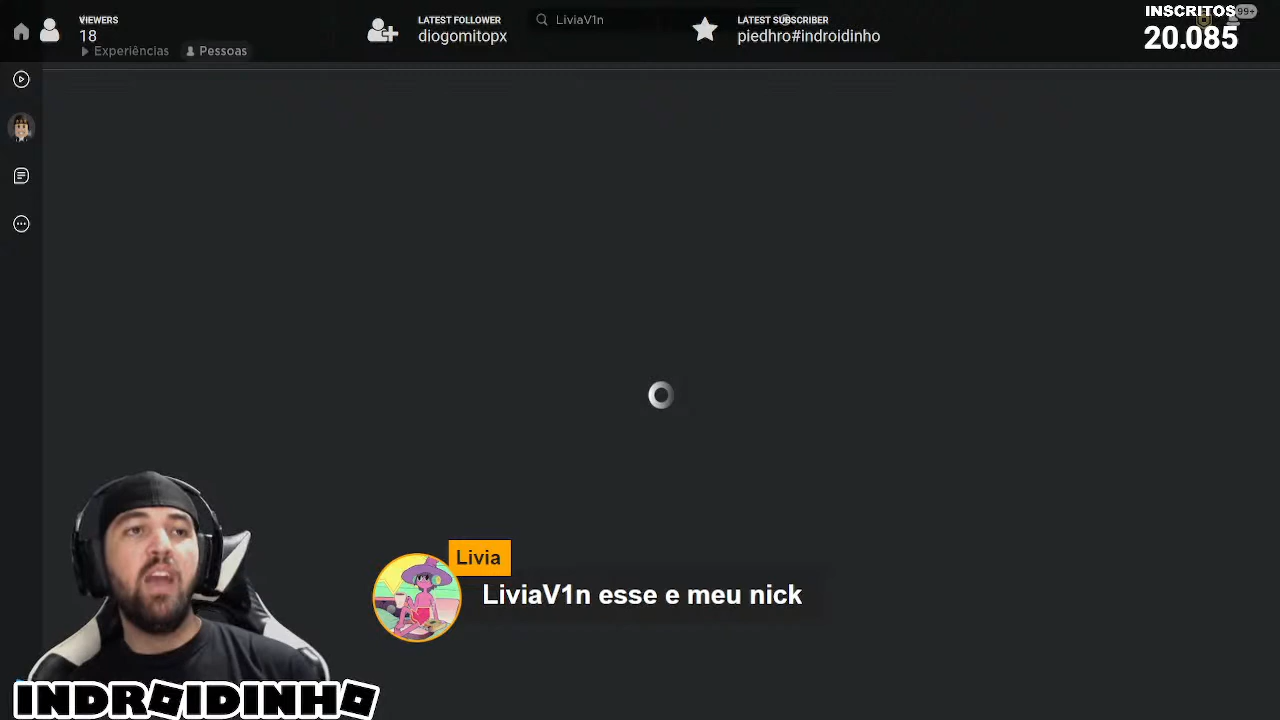 VIEWERS
18
LATEST FOLLOWER
diogomitopx
LiviaV1n
LATEST SUBSCRIBER
piedhro#indroidinho
INSCRITOS
99+
20.085
Experiências
Pessoas
Livia
LiviaV1n esse e meu nick
INDROIDINHO